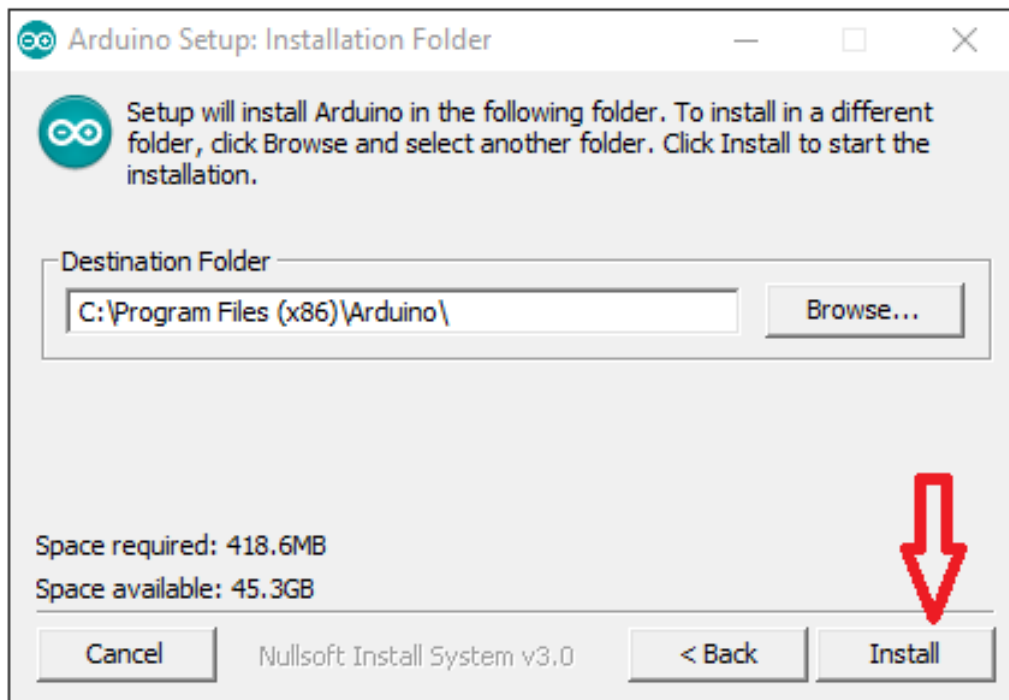 Arduino Setup: Installation Folder
Setup will install Arduino in the following folder. To install in a different
folder, click Browse and select another folder. Click Install to start the
installation.
Destination Folder
C:\Program Files (x86)\Arduino\
Browse...
Space required: 418.6MB
Space available: 45.3GB
Cancel
Nullsoft Install System v3.0
< Back
Install